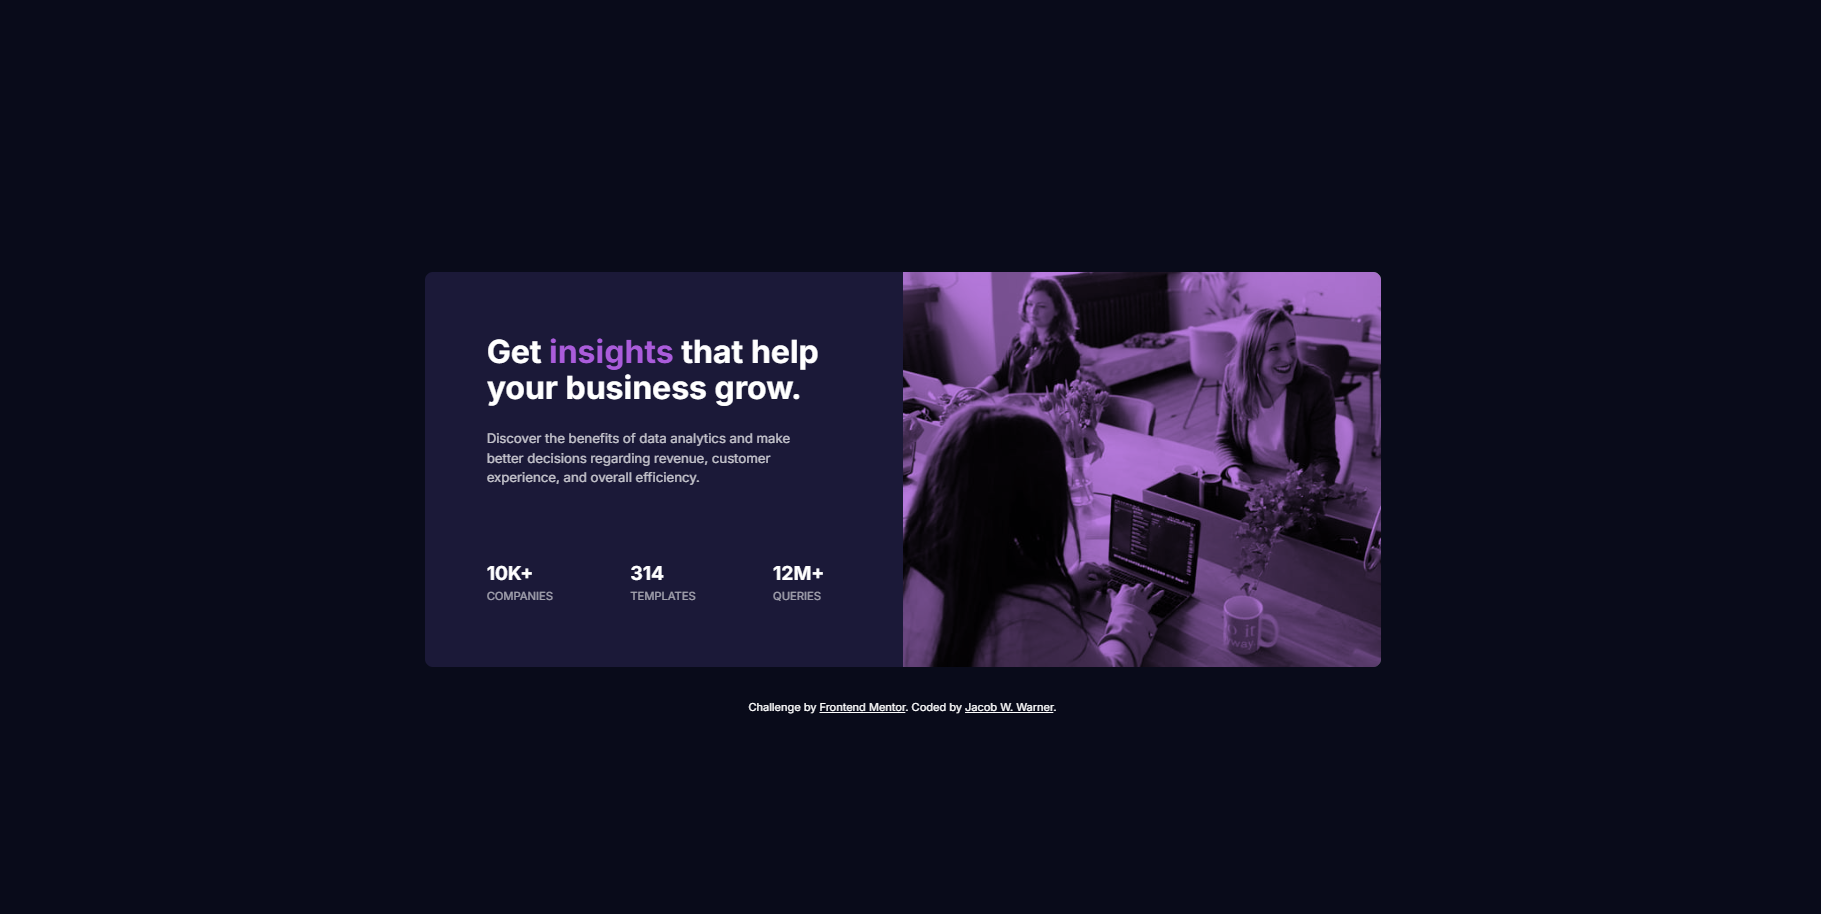 Get insights that help
your business grow.
Discover the benefits of data analytics and make
better decisions regarding revenue, customer
experience, and overall efficiency.
10K+ 314 12M+
COMPANIES TEMPLATES QUERIES
it
way
Challenge by Frontend Mentor. Coded by Jacob W. Warner.